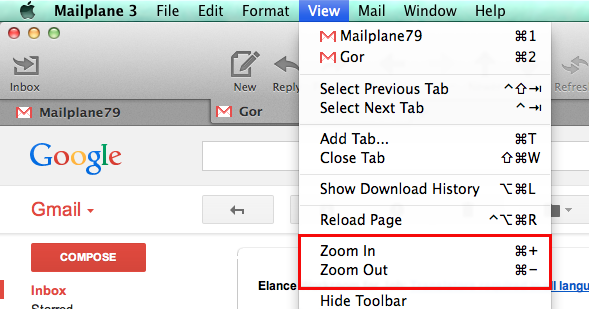 Mailplane 3 File Edit Format View Mail Window Help
Mailplane79 ⌘1
Gor ⌘2
Inbox New Reply Refres
Select Previous Tab ^⇧⇥
Select Next Tab ^⇥
Mailplane79 Gor
Add Tab... ⌘T
Close Tab ⇧⌘W
Google
Show Download History ⌥⌘L
Gmail
Reload Page ^⌥⌘R
COMPOSE
Zoom In ⌘+
Zoom Out ⌘−
Inbox
Elance
ll langu
Hide Toolbar
Starred